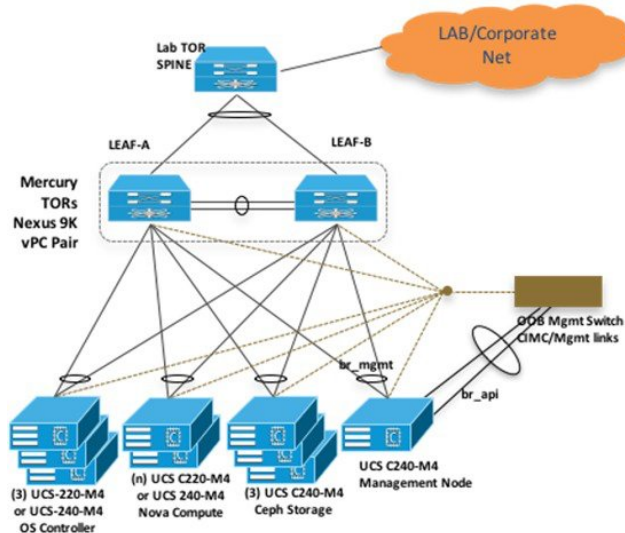 Lab TOR
SPINE
LAB/Corporate
Net
LEAF-A
LEAF-B
Mercury
TORs
Nexus 9K
vPC Pair
OOB Mgmt Switch
CIMC/Mgmt links
br_mgmt
br_api
(3) UCS-220-M4
or UCS-240-M4
OS Controller
(n) UCS C220-M4
or UCS 240-M4
Nova Compute
(3) UCS C240-M4
Ceph Storage
UCS C240-M4
Management Node